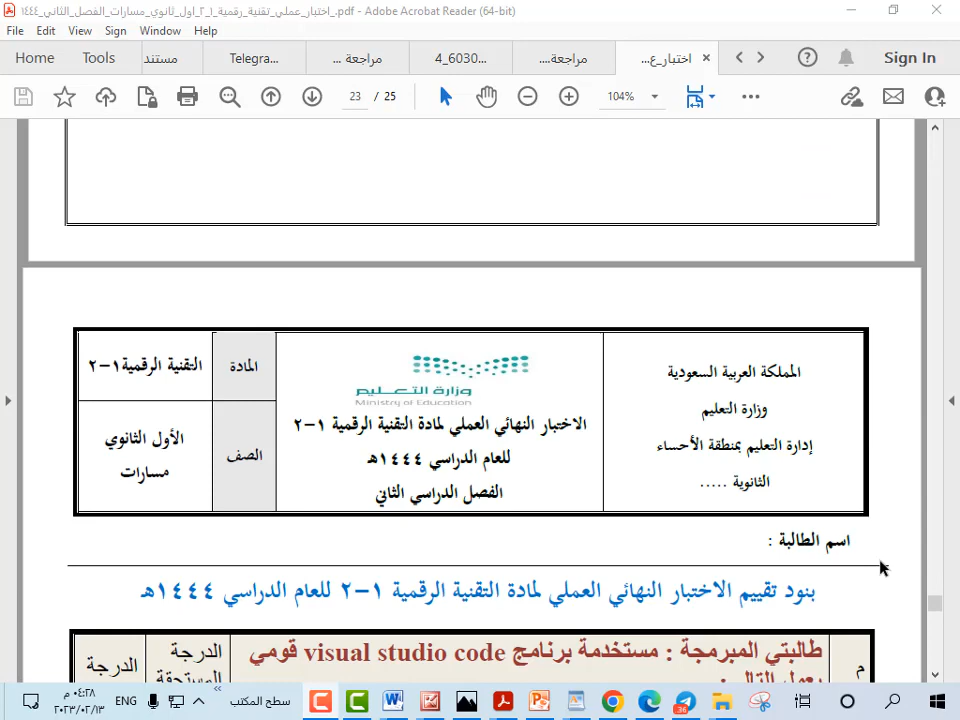 اختبار_عملي_تقنية_رقمية_١_٢_اول_ثانوي_مسارات_الفصل_الثاني_١٤٤٤.pdf - Adobe Acrobat Reader (64-bit)
File Edit View Sign Window Help
Home Tools مستند Telegra... مراجعة ... 4_6030... مراجعة.... اختبار_ع... Sign In
23 / 25 104%
المملكة العربية السعودية
وزارة التعليم
إدارة التعليم بمنطقة الأحساء
الثانوية .....
وزارة التعليم
Ministry of Education
الاختبار النهائي العملي لمادة التقنية الرقمية ١-٢
للعام الدراسي ١٤٤٤هـ
الفصل الدراسي الثاني
المادة
التقنية الرقمية١-٢
الصف
الأول الثانوي
مسارات
اسم الطالبة :
بنود تقييم الاختبار النهائي العملي لمادة التقنية الرقمية ١-٢ للعام الدراسي ١٤٤٤هـ
م
طالبتي المبرمجة : مستخدمة برنامج visual studio code قومي
بعمل التالي :
الدرجة
المستحقة
الدرجة
٠٤:٢٨ م
٢٠٢٣/٠٢/١٣
ENG
سطح المكتب
36